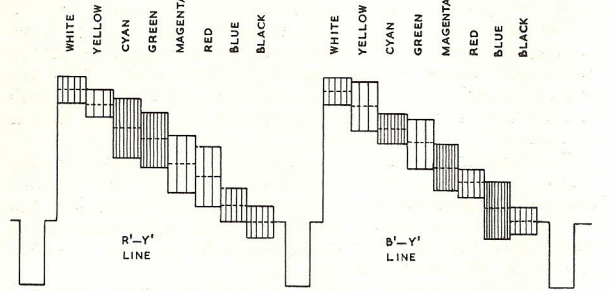 WHITE
YELLOW
CYAN
GREEN
MAGENTA
RED
BLUE
BLACK
WHITE
YELLOW
CYAN
GREEN
MAGENTA
RED
BLUE
BLACK
R'–Y'
LINE
B'–Y'
LINE